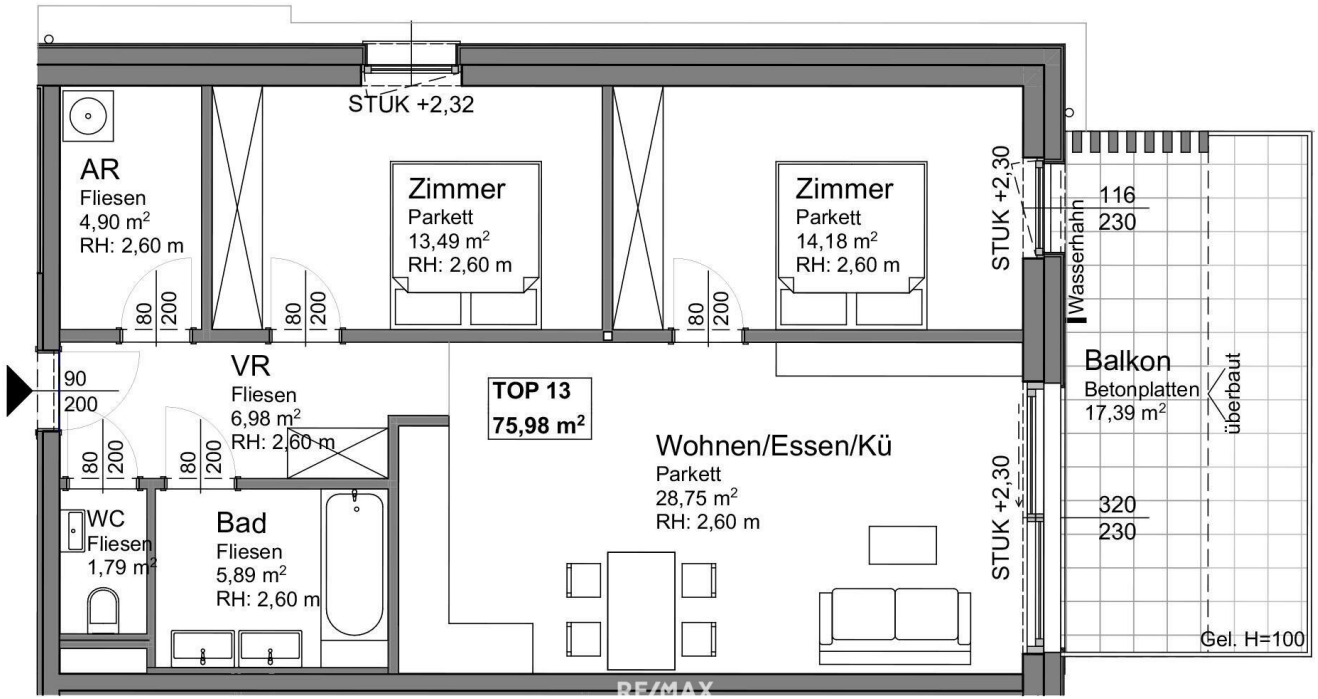 STUK +2,32
AR
Fliesen
4,90 m²
RH: 2,60 m
Zimmer
Parkett
13,49 m²
RH: 2,60 m
Zimmer
Parkett
14,18 m²
RH: 2,60 m
STUK +2,30
116
230
Wasserhahn
80
200
80
200
80
200
90
200
VR
Fliesen
6,98 m²
RH: 2,60 m
TOP 13
75,98 m²
Balkon
Betonplatten
17,39 m²
überbaut
80
200
80
200
Wohnen/Essen/Kü
Parkett
28,75 m²
RH: 2,60 m
STUK +2,30
320
230
WC
Fliesen
1,79 m²
Bad
Fliesen
5,89 m²
RH: 2,60 m
Gel. H=100
RE/MAX